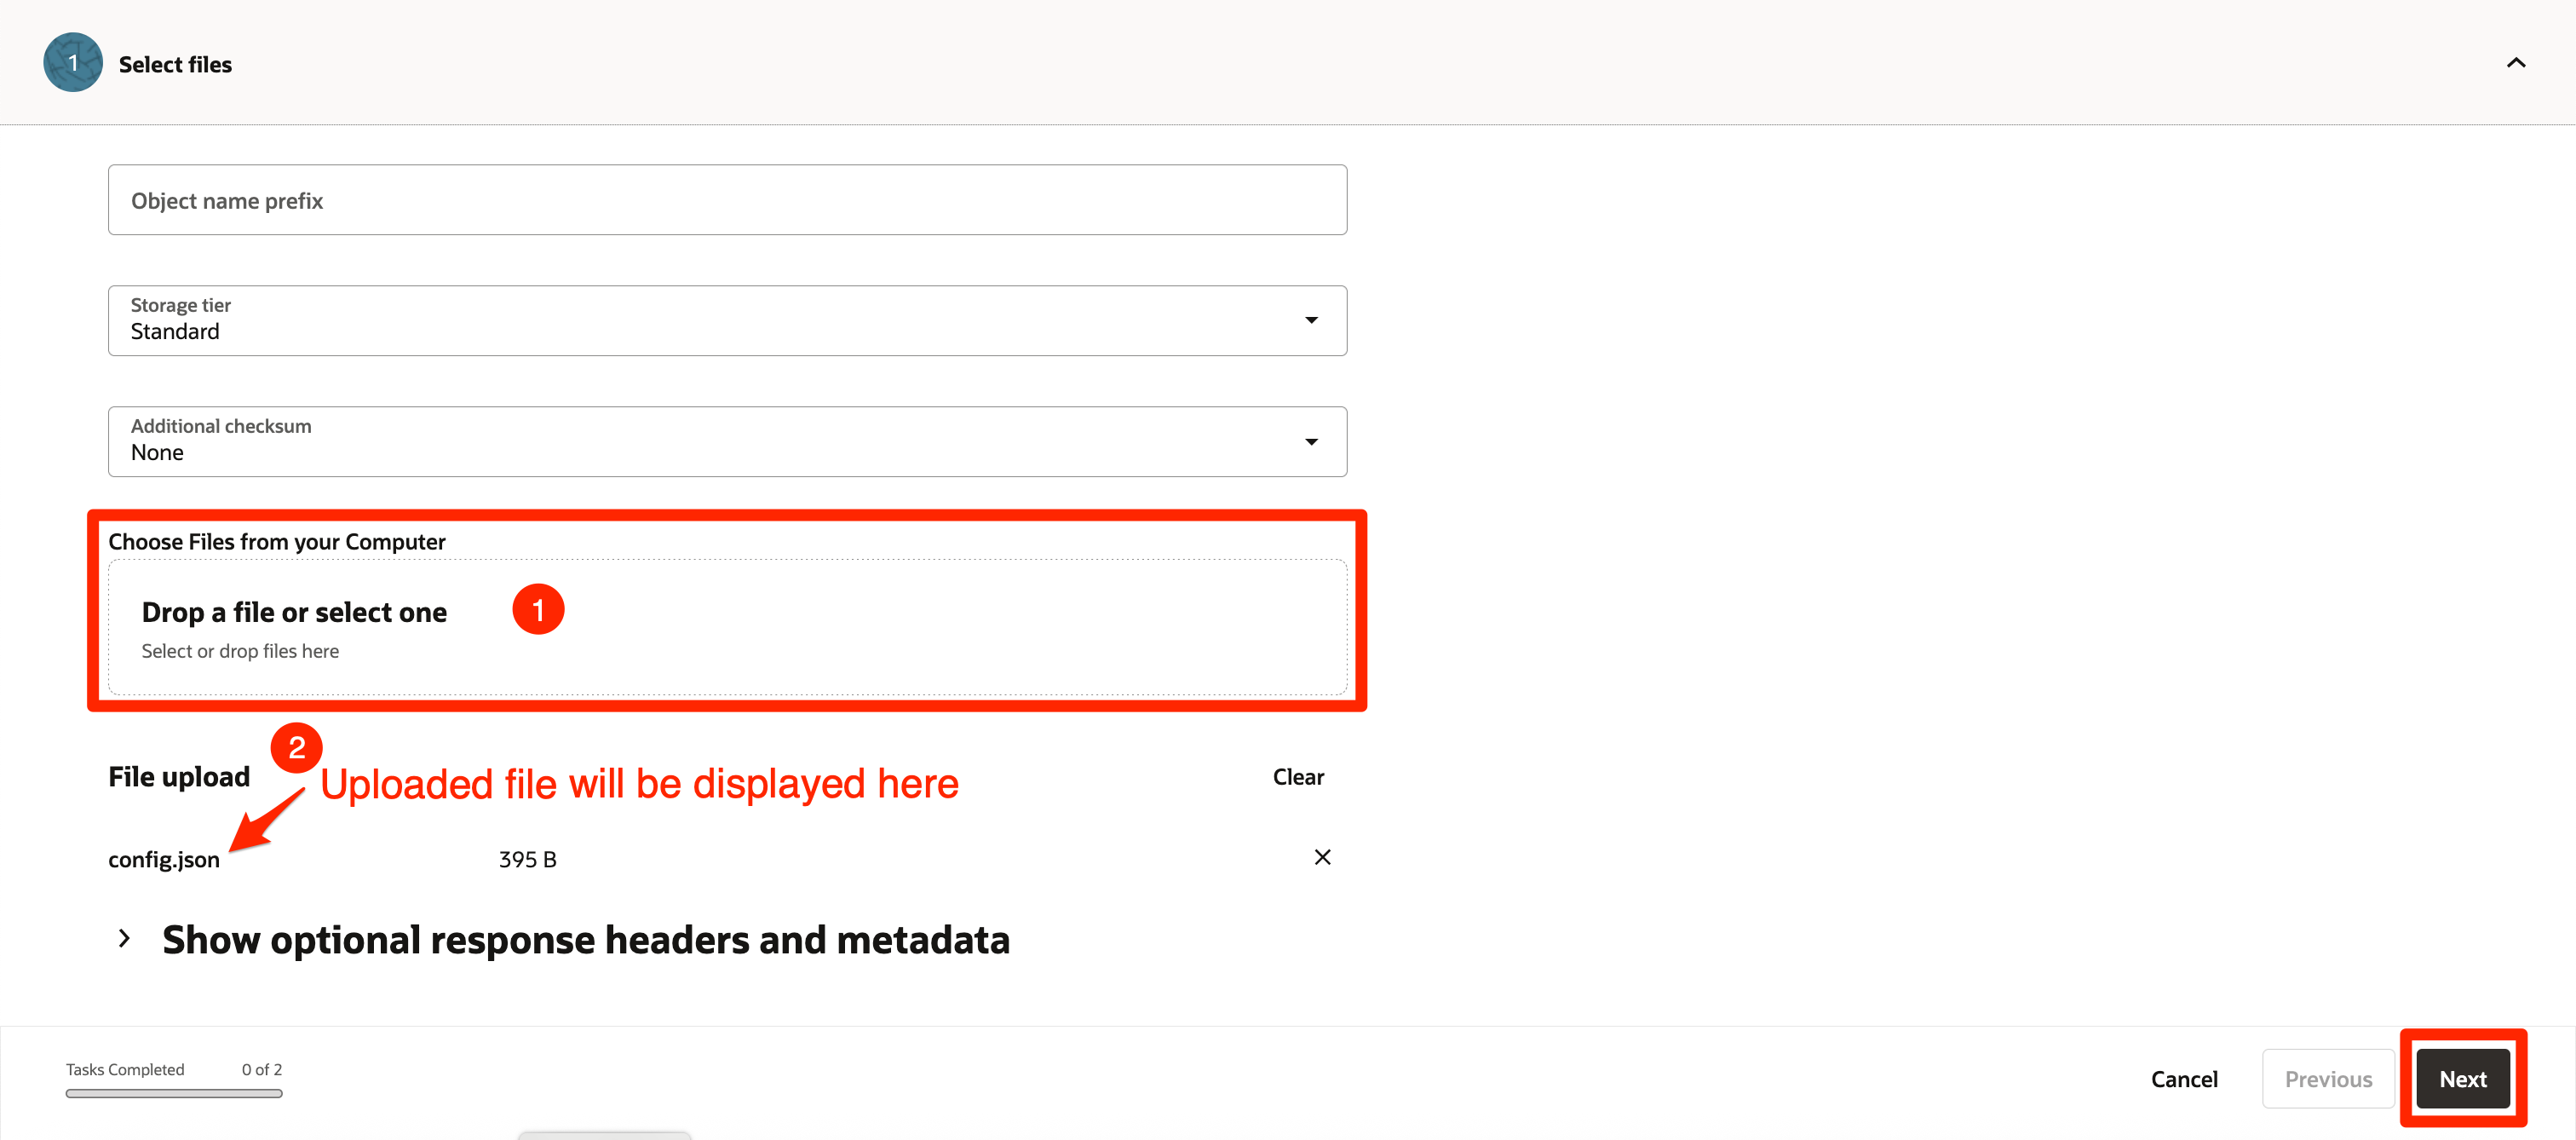 1
Select files
Object name prefix
Storage tier
Standard
Additional checksum
None
Choose Files from your Computer
Drop a file or select one
1
Select or drop files here
2
File upload
Uploaded file will be displayed here
Clear
config.json
395 B
Show optional response headers and metadata
Tasks Completed
0 of 2
Cancel
Previous
Next